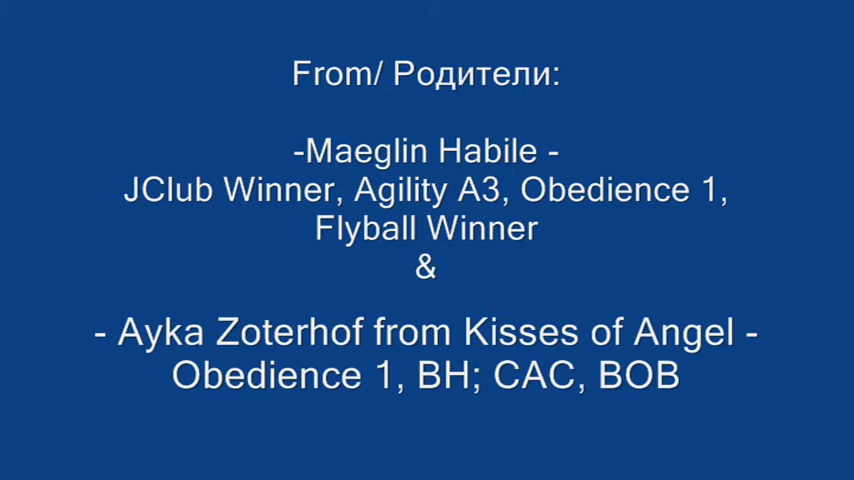 From/ Родители:
-Maeglin Habile -
JClub Winner, Agility A3, Obedience 1,
Flyball Winner
&
- Ayka Zoterhof from Kisses of Angel -
Obedience 1, BH; CAC, BOB